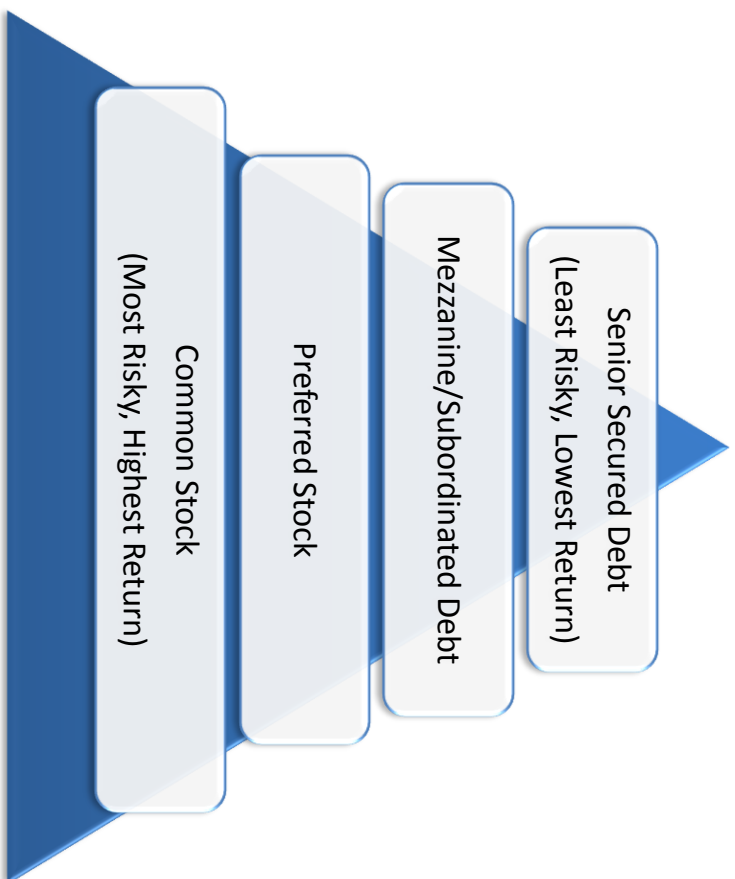 Senior Secured Debt
(Least Risky, Lowest Return)
Mezzanine/Subordinated Debt
Preferred Stock
Common Stock
(Most Risky, Highest Return)